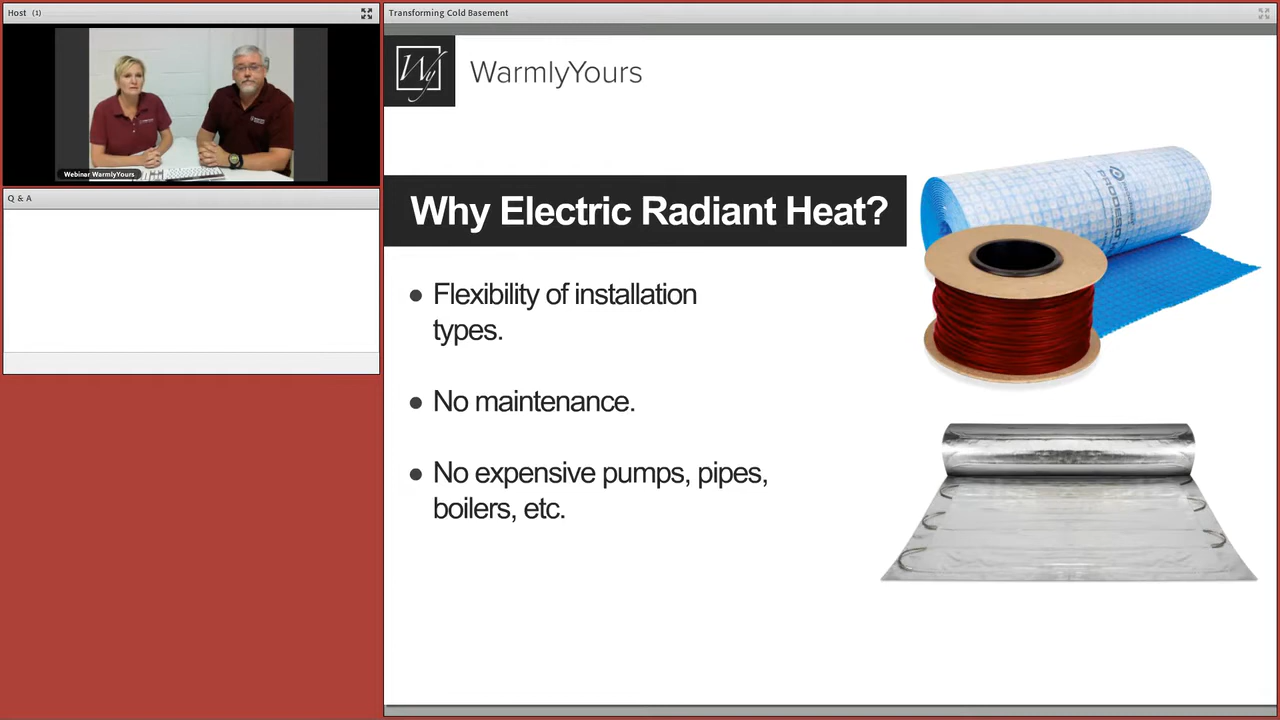 Host (1)
Transforming Cold Basement
Wy
WarmlyYours
Webinar WarmlyYours
Q & A
Why Electric Radiant Heat?
● Flexibility of installation
types.
● No maintenance.
● No expensive pumps, pipes,
boilers, etc.